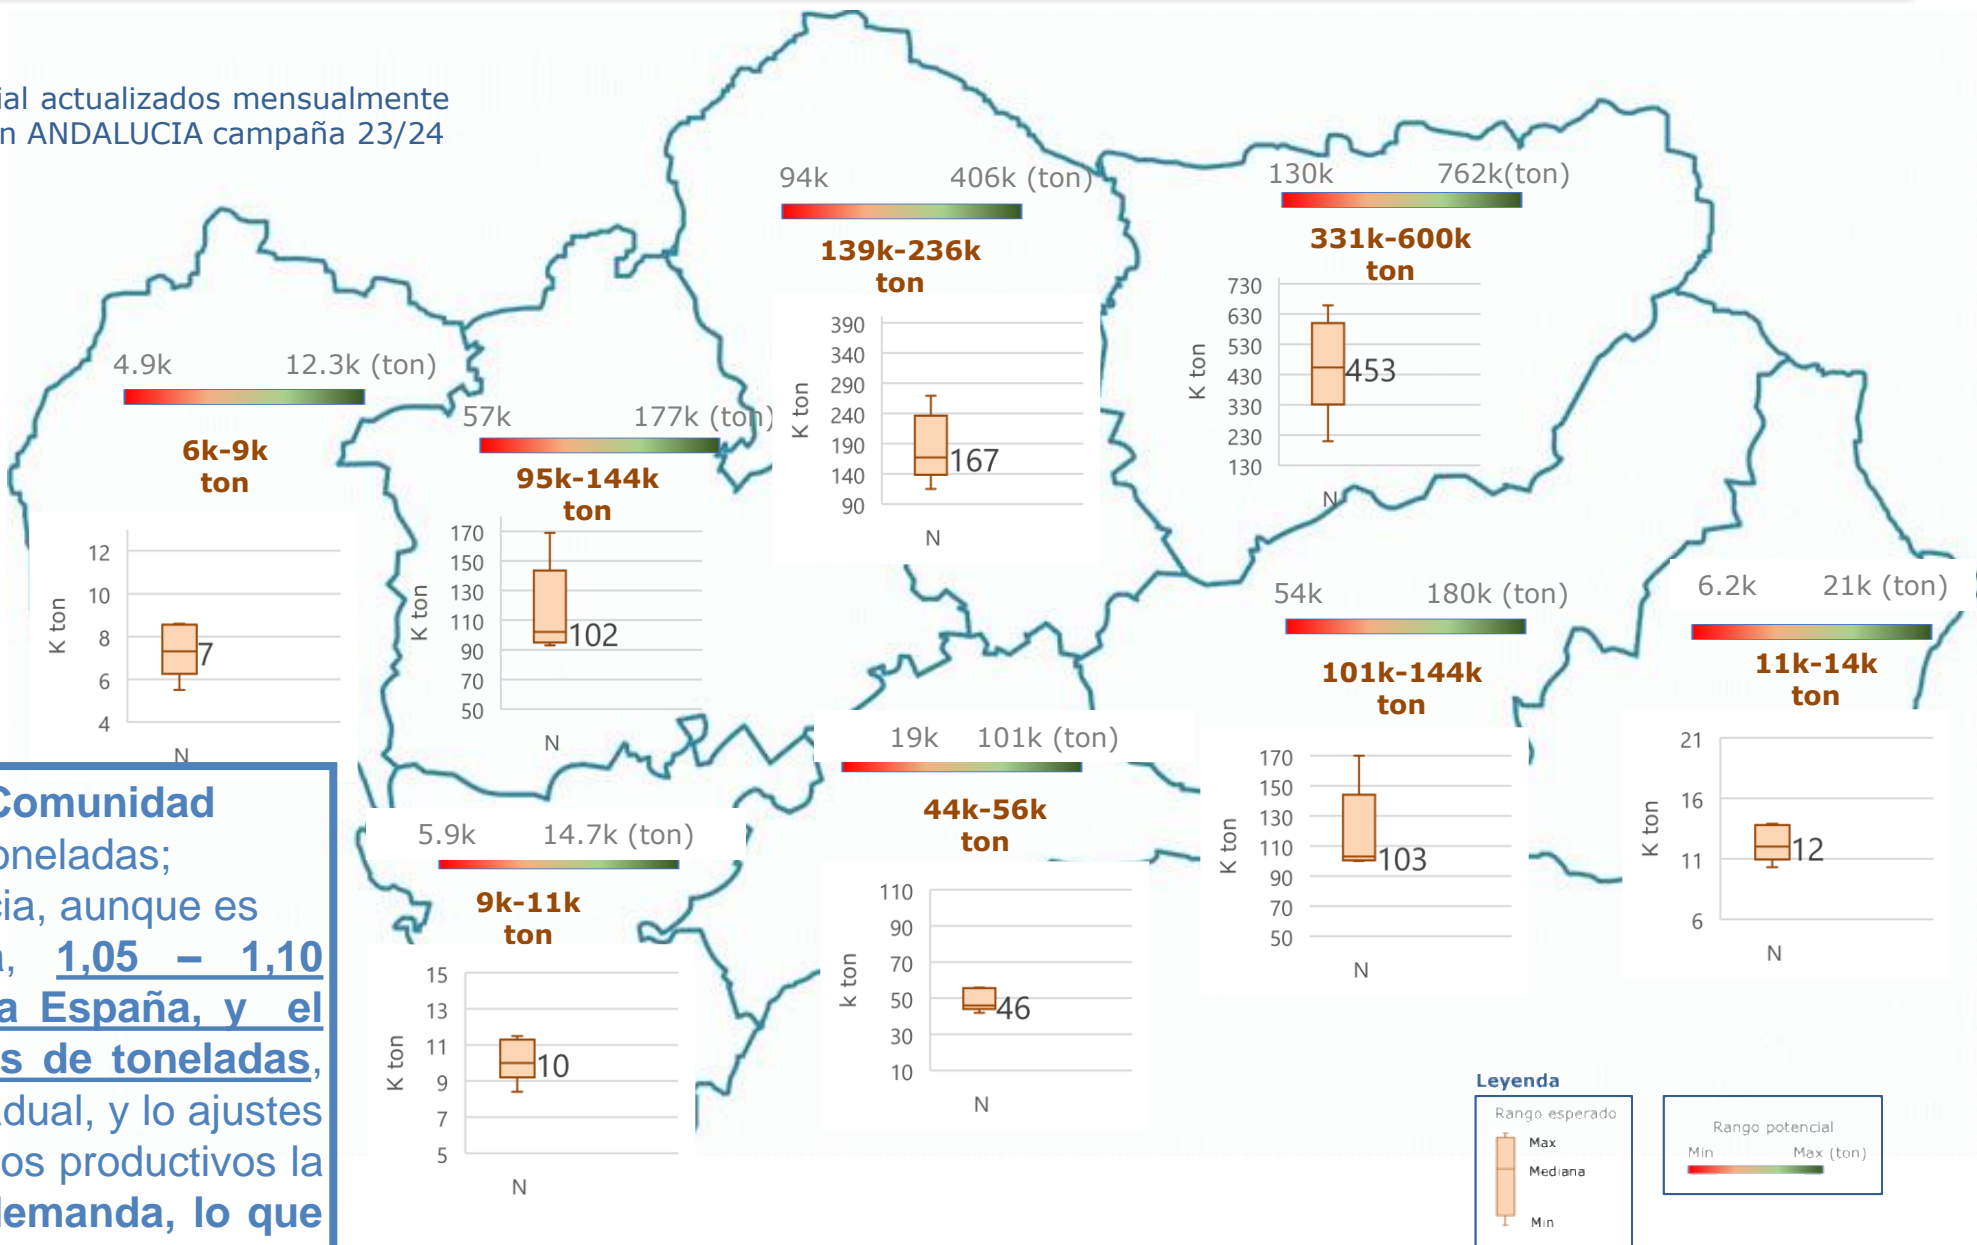 ial actualizados mensualmente
n ANDALUCIA campaña 23/24
94k 406k (ton)
139k-236k
ton
390
340
290
240
190
140
90
K ton
167
N
130k 762k(ton)
331k-600k
ton
730
630
530
430
330
230
130
K ton
453
N
4.9k 12.3k (ton)
6k-9k
ton
12
10
8
6
4
K ton
7
N
57k 177k (ton)
95k-144k
ton
170
150
130
110
90
70
50
K ton
102
N
54k 180k (ton)
101k-144k
ton
170
150
130
110
90
70
50
K ton
103
N
6.2k 21k (ton)
11k-14k
ton
21
16
11
6
K ton
12
N
19k 101k (ton)
44k-56k
ton
110
90
70
50
30
10
k ton
46
N
5.9k 14.7k (ton)
9k-11k
ton
15
13
11
9
7
5
K ton
10
N
Comunidad
oneladas;
cia, aunque es
a, 1,05 – 1,10
a España, y el
s de toneladas,
adual, y lo ajustes
os productivos la
demanda, lo que
Leyenda
Rango esperado
Max
Mediana
Min
Rango potencial
Min Max (ton)